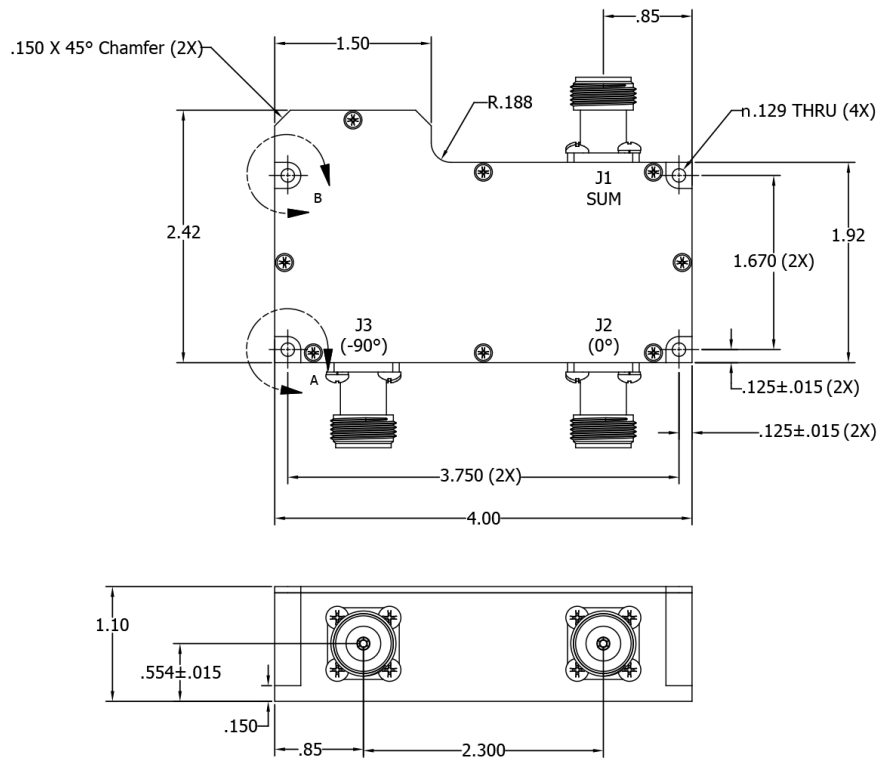 .85
1.50
.150 X 45° Chamfer (2X)
R.188
n.129 THRU (4X)
J1
SUM
B
2.42
1.92
1.670 (2X)
J3
(-90°)
J2
(0°)
A
.125±.015 (2X)
.125±.015 (2X)
3.750 (2X)
4.00
1.10
.554±.015
.150
.85
2.300